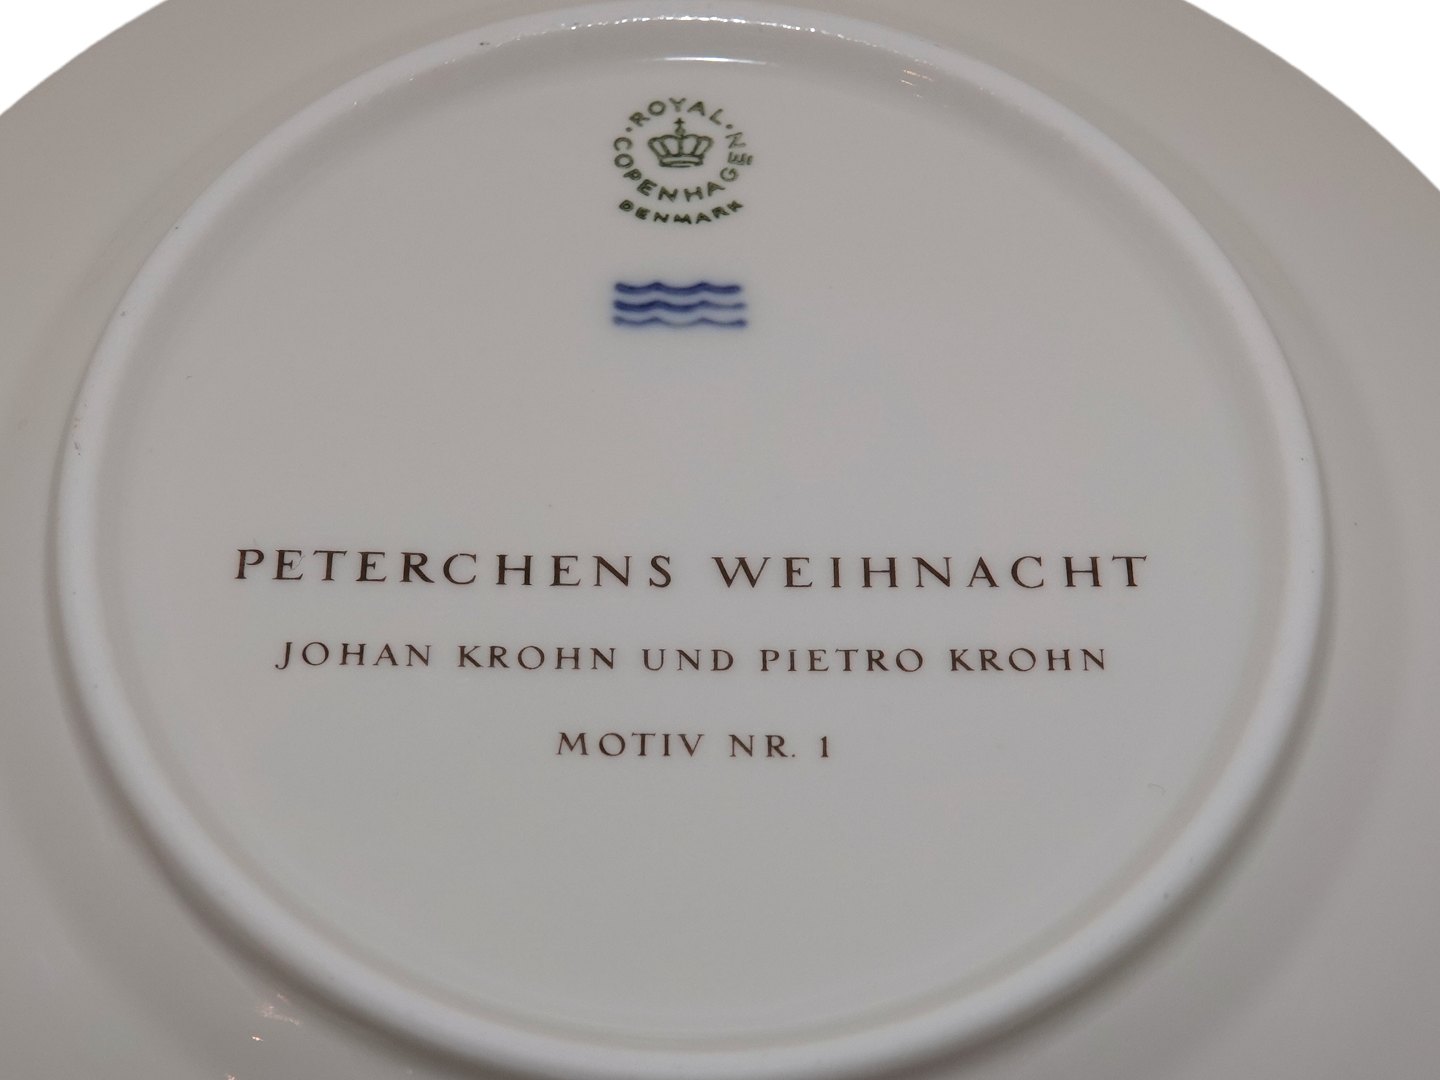 ROYAL COPENHAGEN
DENMARK
PETERCHENS WEIHNACHT
JOHAN KROHN UND PIETRO KROHN
MOTIV NR. 1